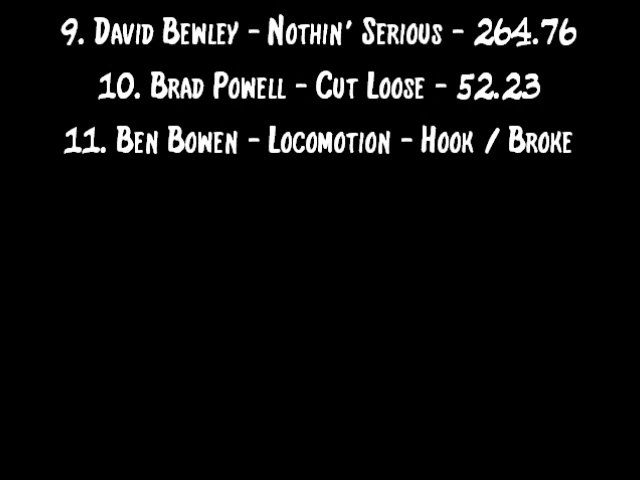 9. David Bewley - Nothin' Serious - 264.76
10. Brad Powell - Cut Loose - 52.23
11. Ben Bowen - Locomotion - Hook / Broke